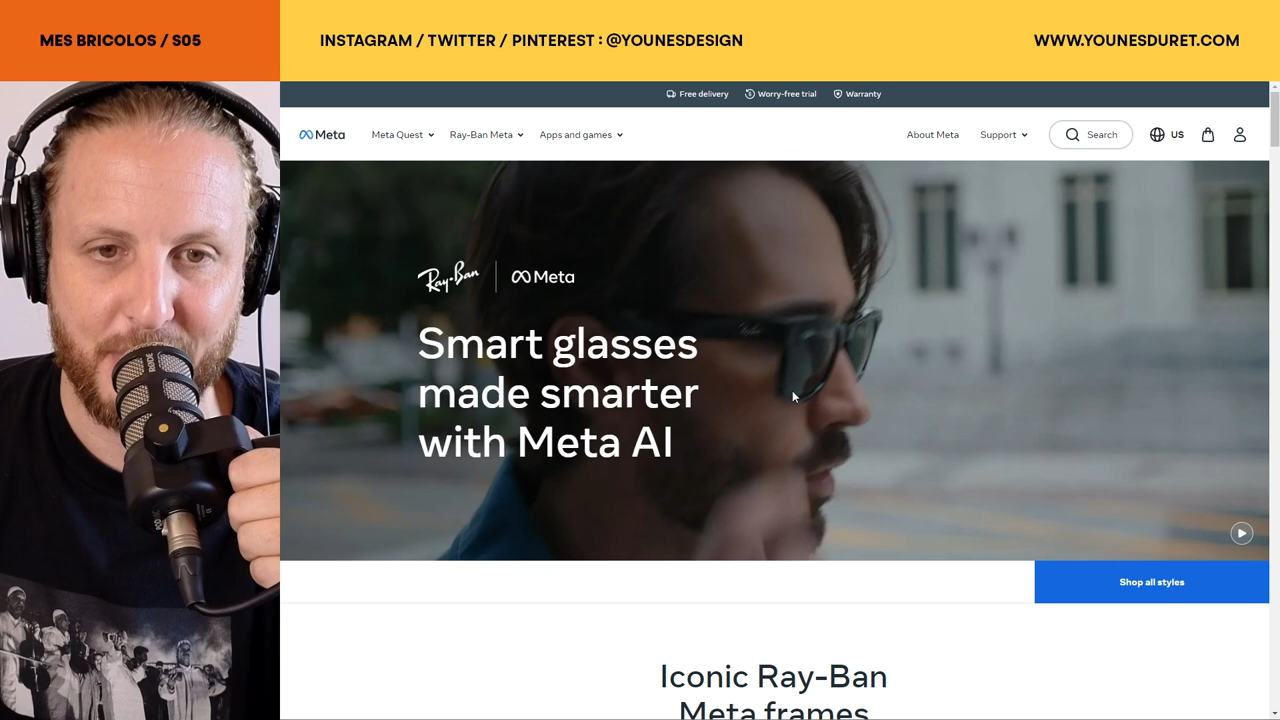 MES BRICOLOS / S05
INSTAGRAM / TWITTER / PINTEREST : @YOUNESDESIGN
WWW.YOUNESDURET.COM
Free delivery
Worry-free trial
Warranty
Meta
Meta Quest
Ray-Ban Meta
Apps and games
About Meta
Support
Search
US
Ray-Ban
Meta
Smart glasses
made smarter
with Meta AI
Shop all styles
Iconic Ray-Ban
Meta frames
RØDE